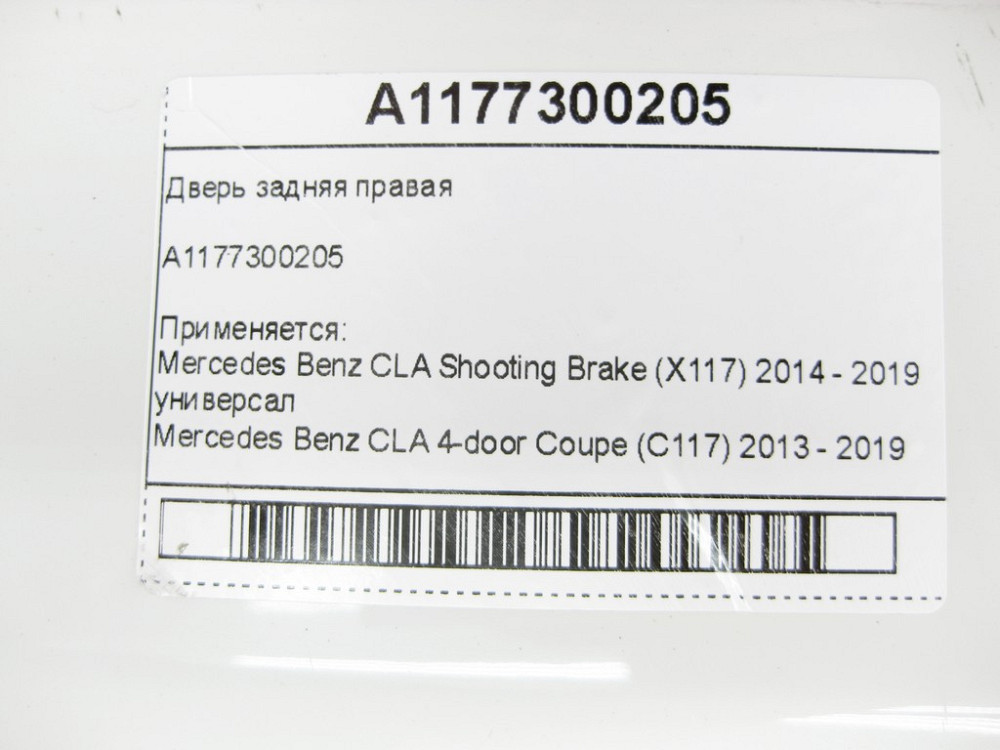 A1177300205
Дверь задняя правая
A1177300205
Применяется:
Mercedes Benz CLA Shooting Brake (X117) 2014 - 2019
универсал
Mercedes Benz CLA 4-door Coupe (C117) 2013 - 2019